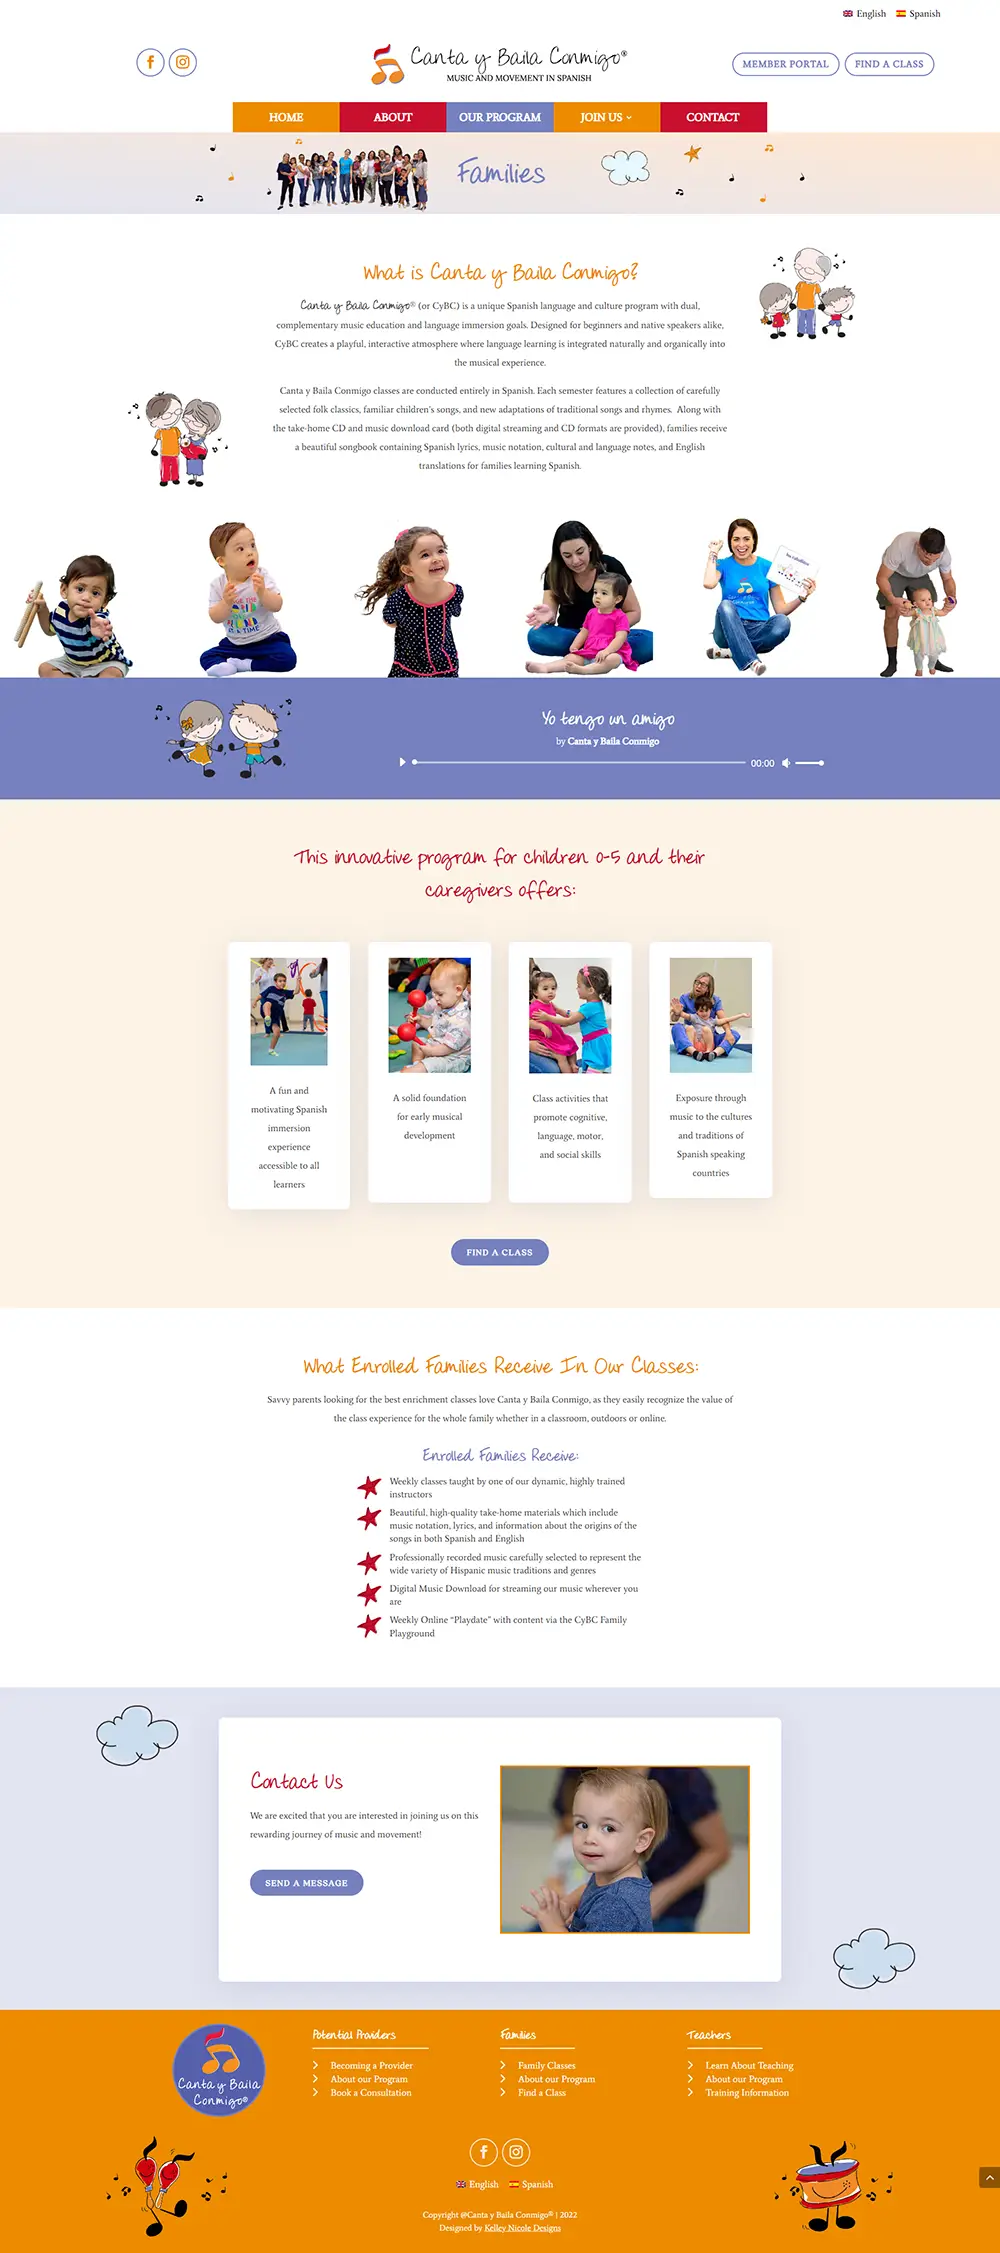 English Spanish
Canta y Baila Conmigo®
MUSIC AND MOVEMENT IN SPANISH
MEMBER PORTAL FIND A CLASS
HOME ABOUT OUR PROGRAM JOIN US CONTACT
Families
What is Canta y Baila Conmigo?
Canta y Baila Conmigo® (or CyBC) is a unique Spanish language and culture program with dual,
complementary music education and language immersion goals. Designed for beginners and native speakers alike,
CyBC creates a playful, interactive atmosphere where language learning is integrated naturally and organically into
the musical experience.
Canta y Baila Conmigo classes are conducted entirely in Spanish. Each semester features a collection of carefully
selected folk classics, familiar children's songs, and new adaptations of traditional songs and rhymes. Along with
the take-home CD and music download card (both digital streaming and CD formats are provided), families receive
a beautiful songbook containing Spanish lyrics, music notation, cultural and language notes, and English
translations for families learning Spanish.
Yo tengo un amigo
by Canta y Baila Conmigo
00:00
This innovative program for children 0-5 and their
caregivers offers:
A fun and
motivating Spanish
immersion
experience
accessible to all
learners
A solid foundation
for early musical
development
Class activities that
promote cognitive,
language, motor,
and social skills
Exposure through
music to the cultures
and traditions of
Spanish speaking
countries
FIND A CLASS
What Enrolled Families Receive In Our Classes:
Savvy parents looking for the best enrichment classes love Canta y Baila Conmigo, as they easily recognize the value of
the class experience for the whole family whether in a classroom, outdoors or online.
Enrolled Families Receive:
Weekly classes taught by one of our dynamic, highly trained
instructors
Beautiful, high-quality take-home materials which include
music notation, lyrics, and information about the origins of the
songs in both Spanish and English
Professionally recorded music carefully selected to represent the
wide variety of Hispanic music traditions and genres
Digital Music Download for streaming our music wherever you
are
Weekly Online “Playdate” with content via the CyBC Family
Playground
Contact Us
We are excited that you are interested in joining us on this
rewarding journey of music and movement!
SEND A MESSAGE
Canta y Baila
Conmigo®
Potential Providers
Becoming a Provider
About our Program
Book a Consultation
Families
Family Classes
About our Program
Find a Class
Teachers
Learn About Teaching
About our Program
Training Information
English Spanish
Copyright @Canta y Baila Conmigo® | 2022
Designed by Kelley Nicole Designs